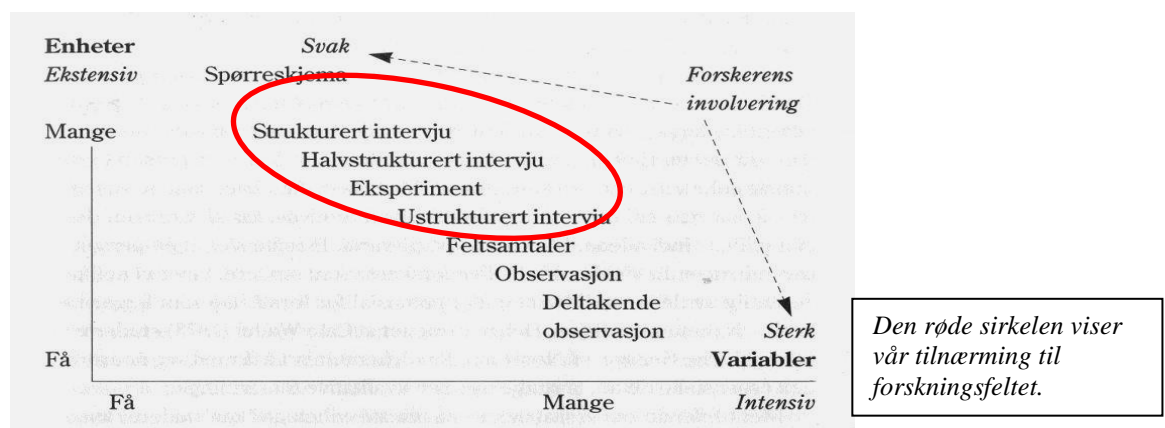 Enheter Svak
Ekstensiv Spørreskjema Forskerens
involvering
Mange Strukturert intervju
Halvstrukturert intervju
Eksperiment
Ustrukturert intervju
Feltsamtaler
Observasjon
Deltakende
observasjon Sterk
Få Variabler
Få Mange Intensiv
Den røde sirkelen viser
vår tilnærming til
forskningsfeltet.